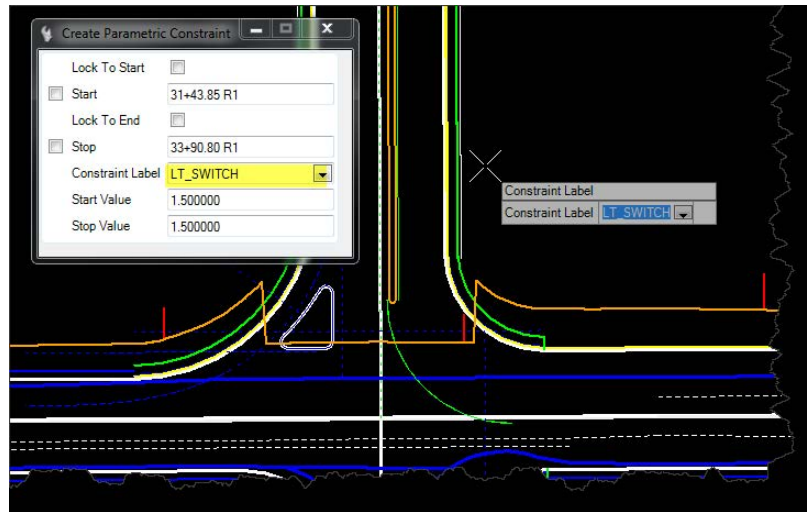 Create Parametric Constraint
Lock To Start
Start 31+43.85 R1
Lock To End
Stop 33+90.80 R1
Constraint Label LT_SWITCH
Start Value 1.500000
Stop Value 1.500000
Constraint Label
Constraint Label LT_SWITCH